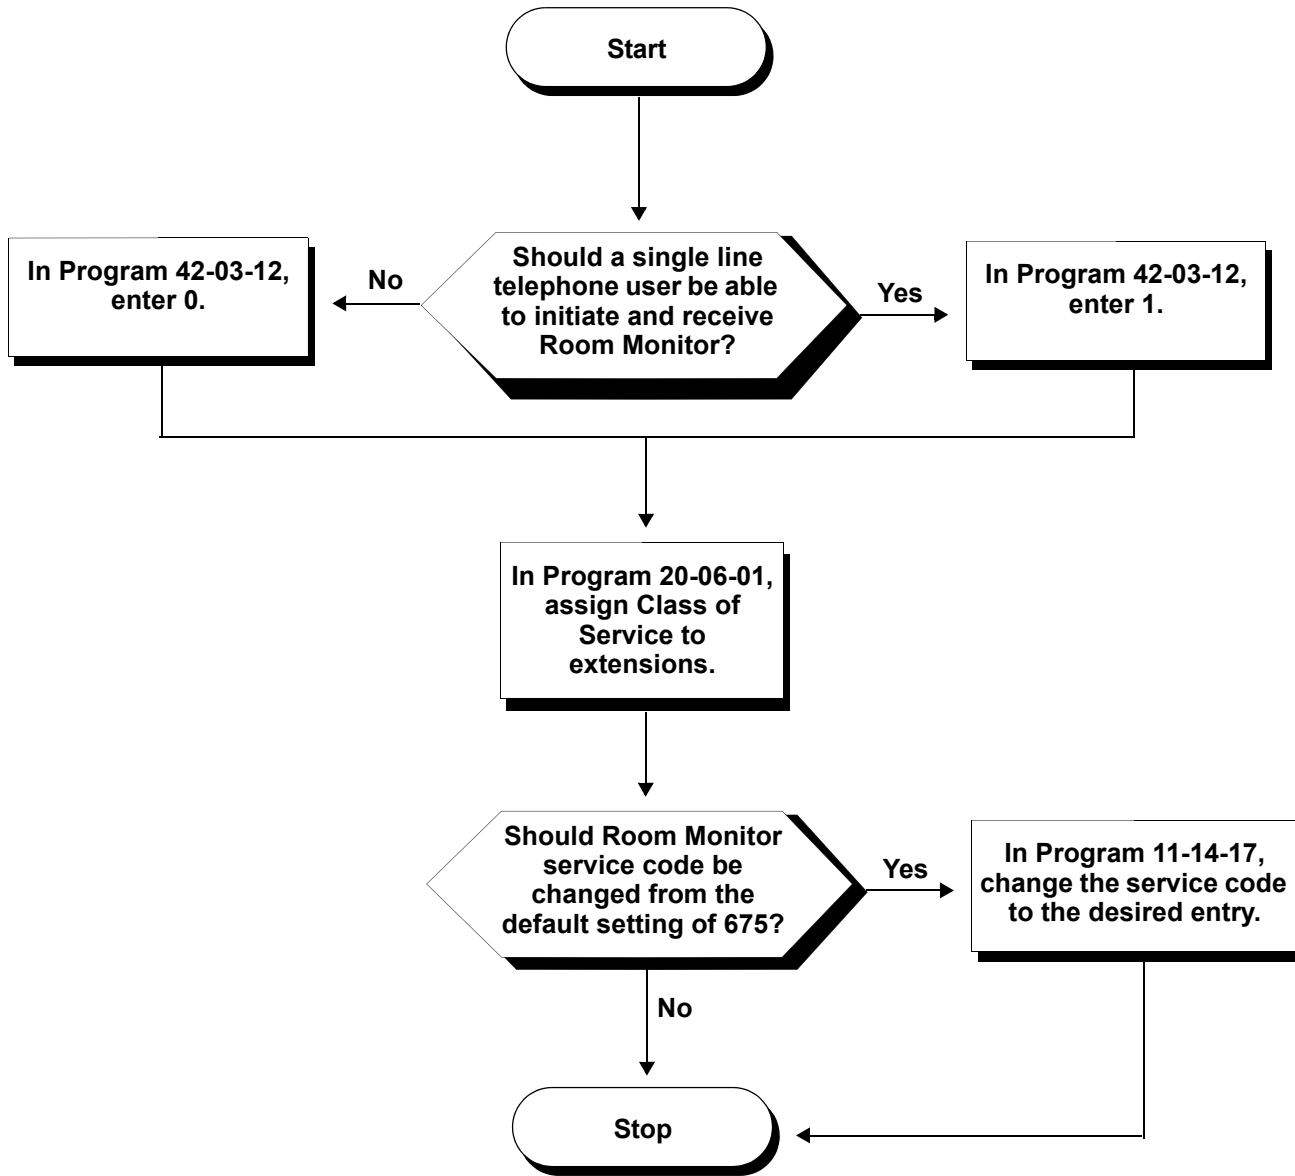 Start
Should a single line
telephone user be able
to initiate and receive
Room Monitor?
No
Yes
In Program 42-03-12,
enter 0.
In Program 42-03-12,
enter 1.
In Program 20-06-01,
assign Class of
Service to
extensions.
Should Room Monitor
service code be
changed from the
default setting of 675?
Yes
In Program 11-14-17,
change the service code
to the desired entry.
No
Stop